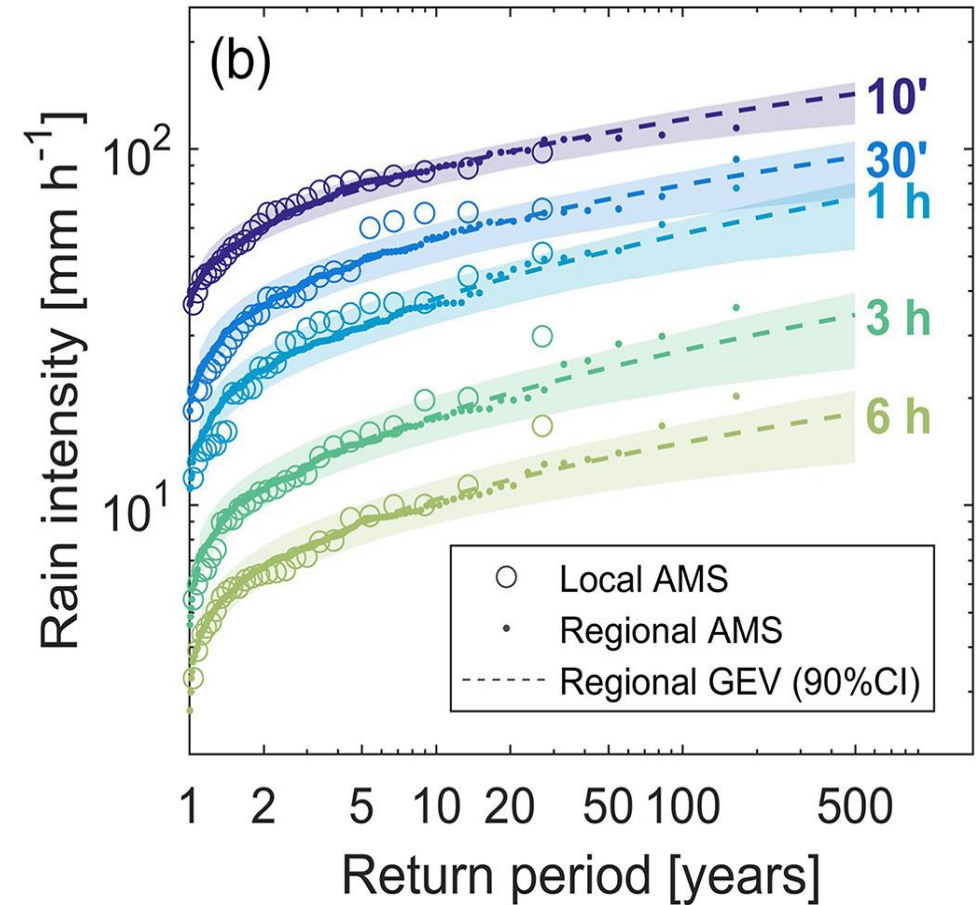 (b)
Rain intensity [mm h⁻¹]
10²
10¹
10'
30'
1 h
3 h
6 h
Local AMS
Regional AMS
Regional GEV (90%CI)
1 2 5 10 20 50 100 500
Return period [years]